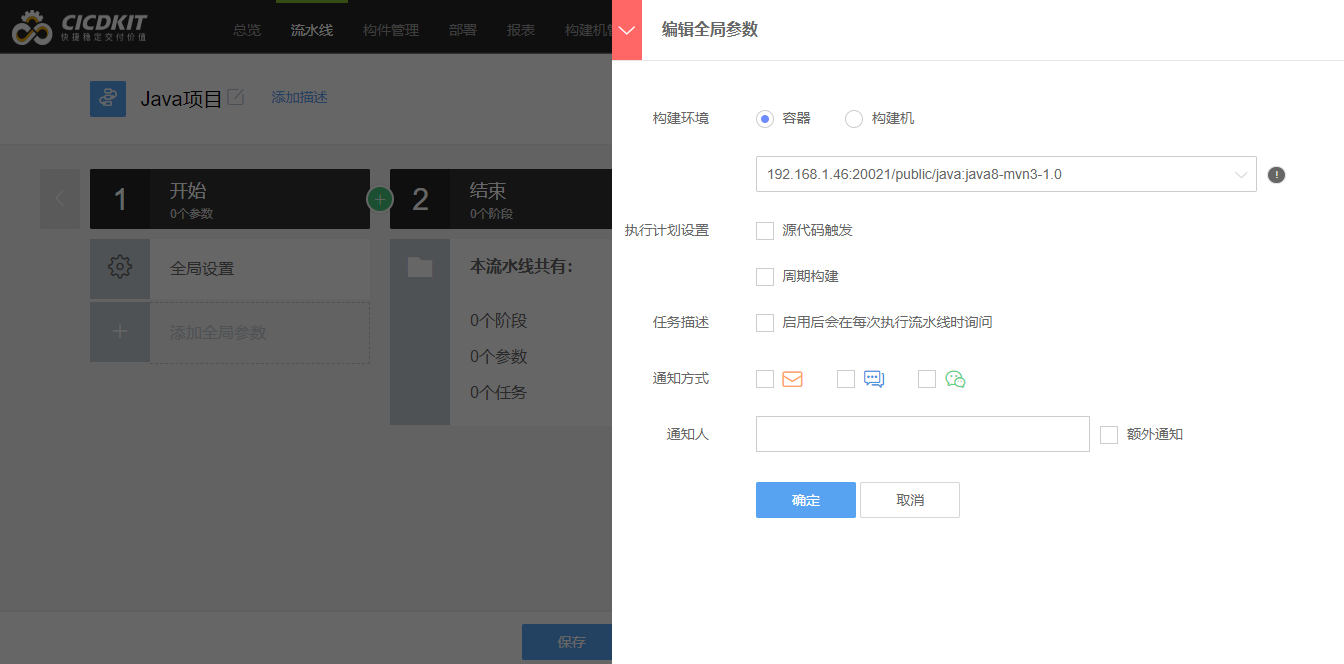 CICDKIT
快捷稳定交付价值
总览
流水线
构件管理
部署
报表
构建机
Java项目
添加描述
1
开始
0个参数
2
结束
0个阶段
全局设置
添加全局参数
本流水线共有：
0个阶段
0个参数
0个任务
保存
编辑全局参数
构建环境
容器
构建机
192.168.1.46:20021/public/java:java8-mvn3-1.0
执行计划设置
源代码触发
周期构建
任务描述
启用后会在每次执行流水线时询问
通知方式
通知人
额外通知
确定
取消